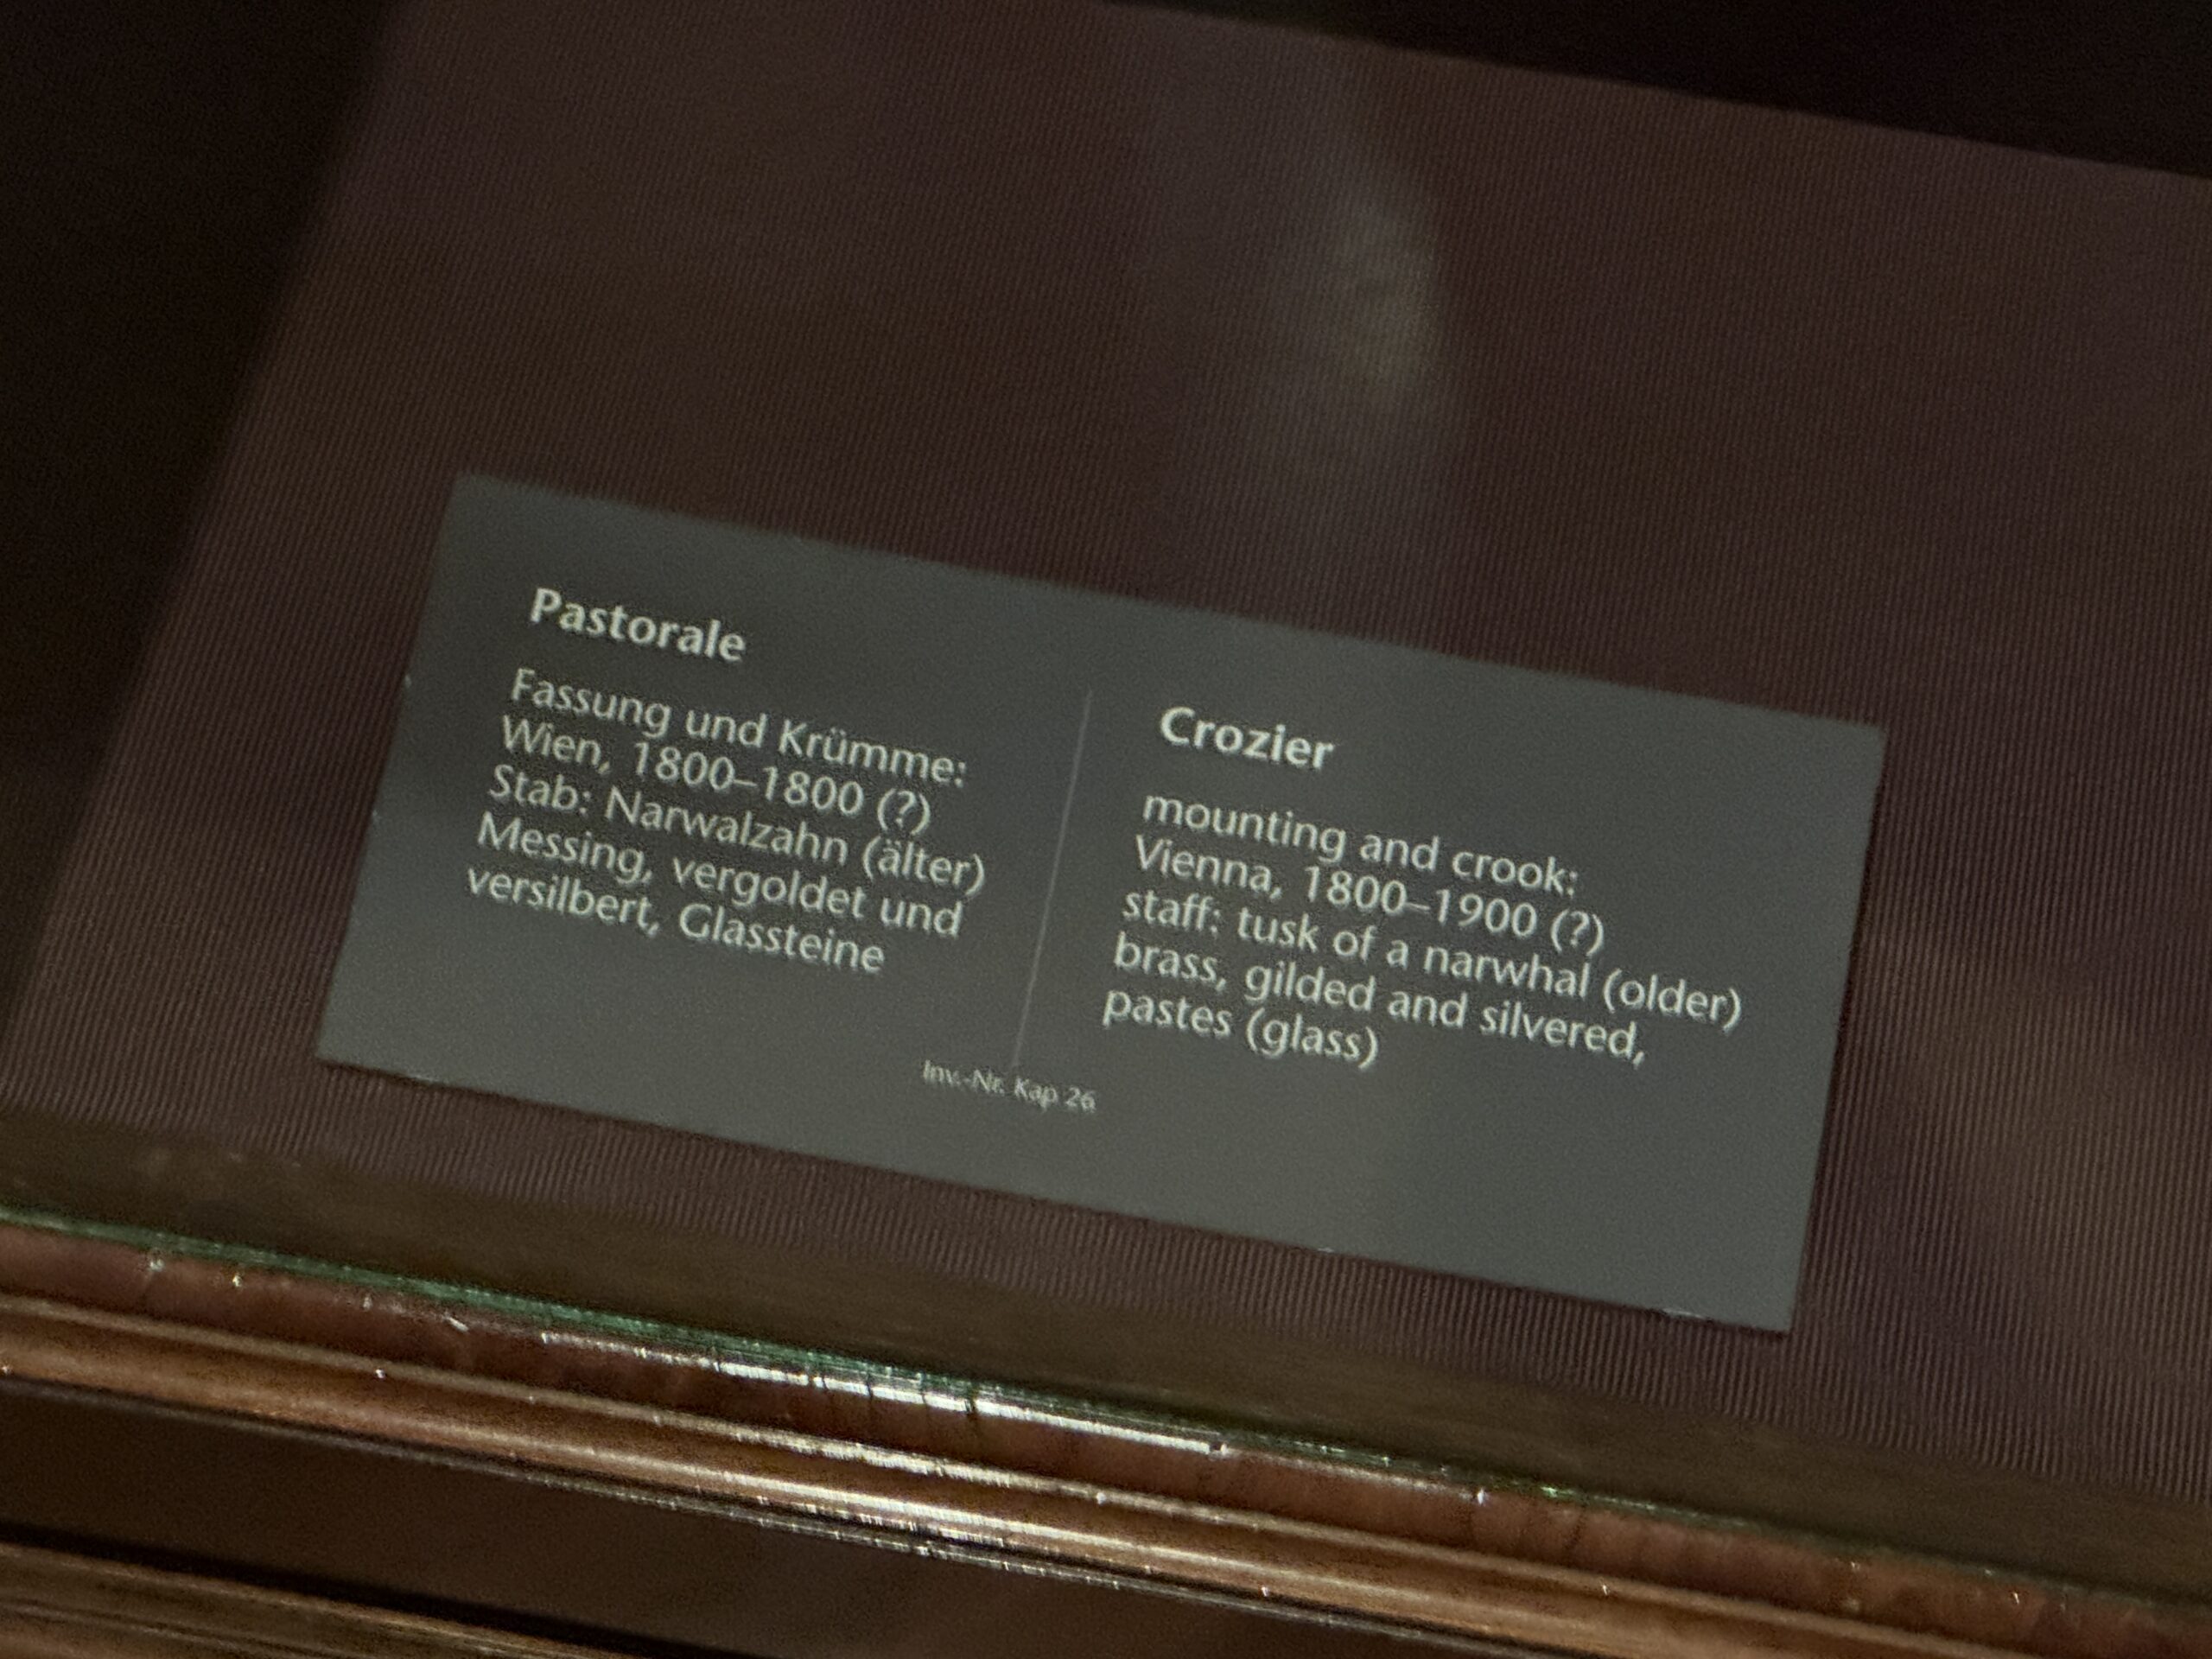 Pastorale
Fassung und Krümme:
Wien, 1800–1800 (?)
Stab: Narwalzahn (älter)
Messing, vergoldet und
versilbert, Glassteine
Crozier
mounting and crook:
Vienna, 1800–1900 (?)
staff: tusk of a narwhal (older)
brass, gilded and silvered,
pastes (glass)
Inv.-Nr. Kap 26